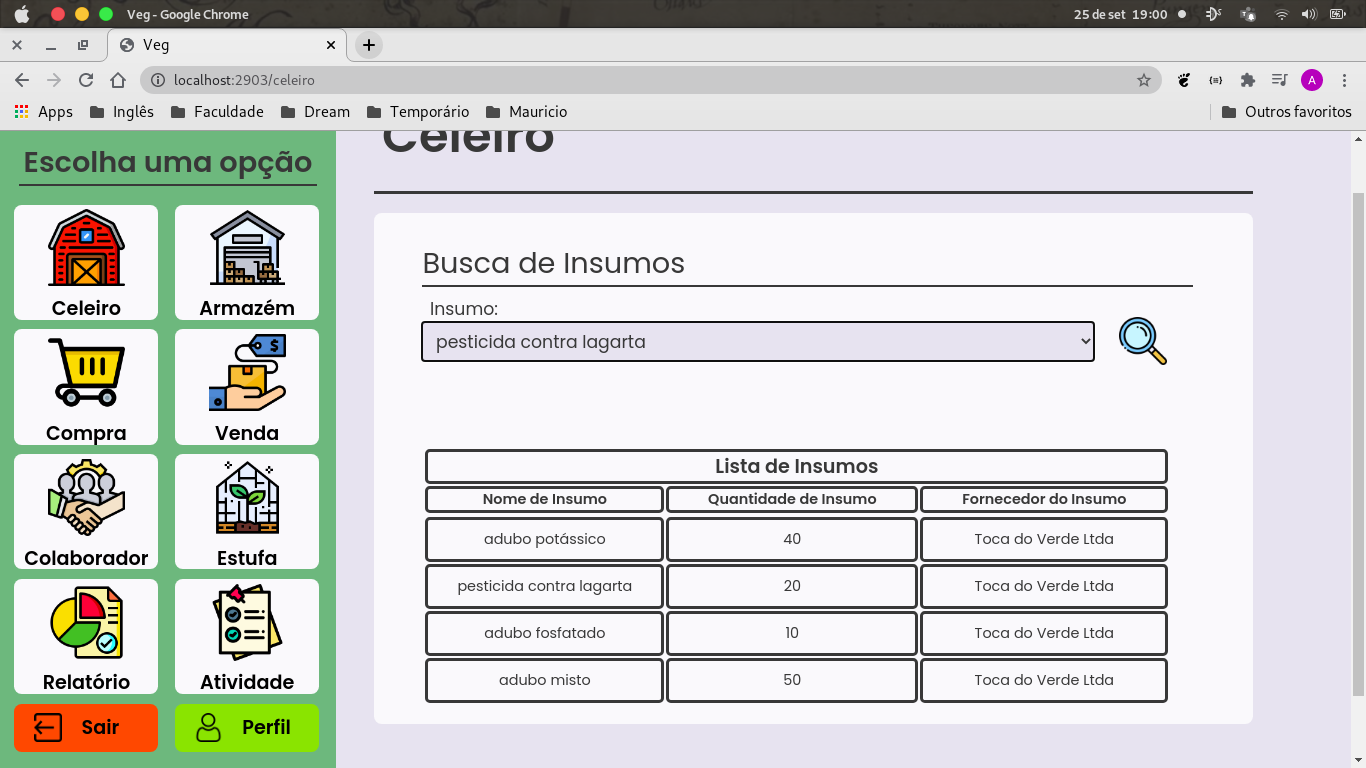 Veg - Google Chrome
25 de set 19:00
Veg
localhost:2903/celeiro
A
Apps Inglês Faculdade Dream Temporário Mauricio Outros favoritos
Escolha uma opção
Celeiro Armazém
Compra Venda
Colaborador Estufa
Relatório Atividade
Sair Perfil
Celeiro
Busca de Insumos
Insumo:
pesticida contra lagarta
Lista de Insumos
Nome de Insumo Quantidade de Insumo Fornecedor do Insumo
adubo potássico 40 Toca do Verde Ltda
pesticida contra lagarta 20 Toca do Verde Ltda
adubo fosfatado 10 Toca do Verde Ltda
adubo misto 50 Toca do Verde Ltda